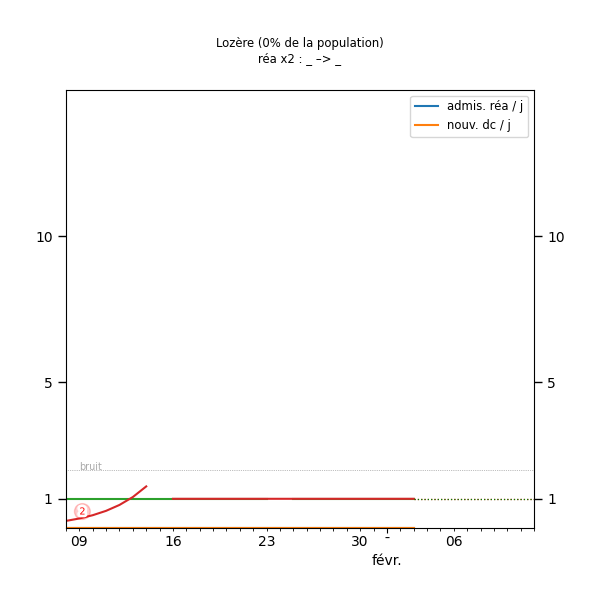 Lozère (0% de la population)
réa x2 : _ –> _
admis. réa / j
nouv. dc / j
10
10
5
5
bruit
1
1
2
09
16
23
30
-
06
févr.